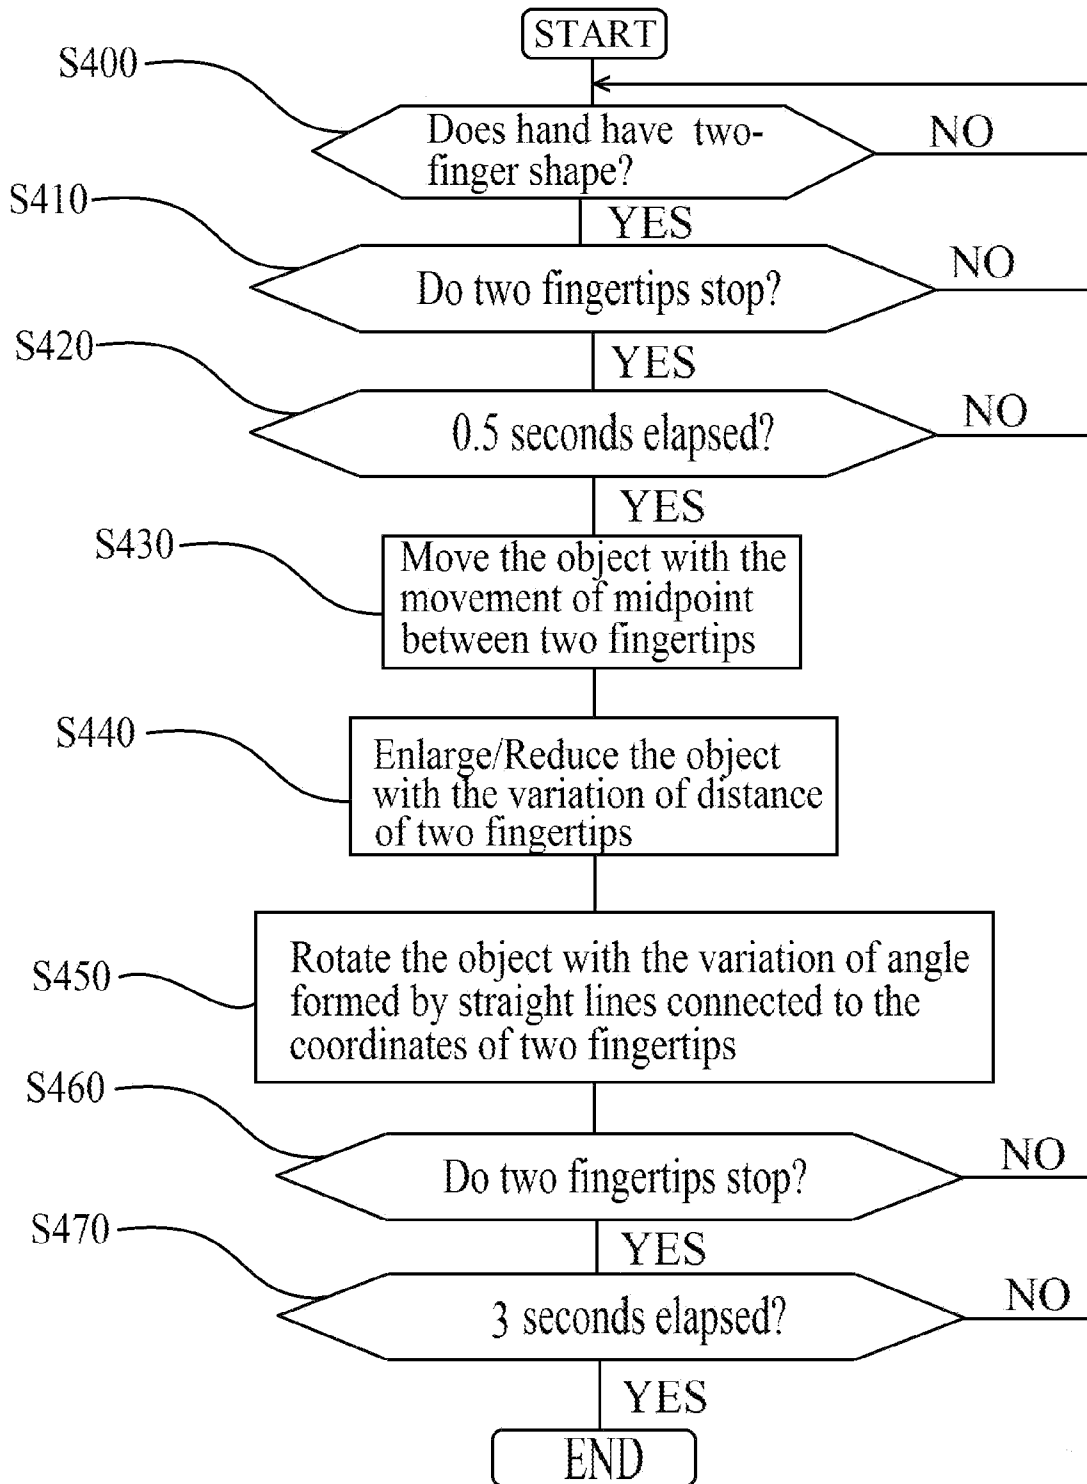 START
S400
Does hand have two-
finger shape?
NO
S410
YES
Do two fingertips stop?
NO
S420
YES
0.5 seconds elapsed?
NO
YES
S430
Move the object with the
movement of midpoint
between two fingertips
S440
Enlarge/Reduce the object
with the variation of distance
of two fingertips
S450
Rotate the object with the variation of angle
formed by straight lines connected to the
coordinates of two fingertips
S460
Do two fingertips stop?
NO
S470
YES
3 seconds elapsed?
NO
YES
END